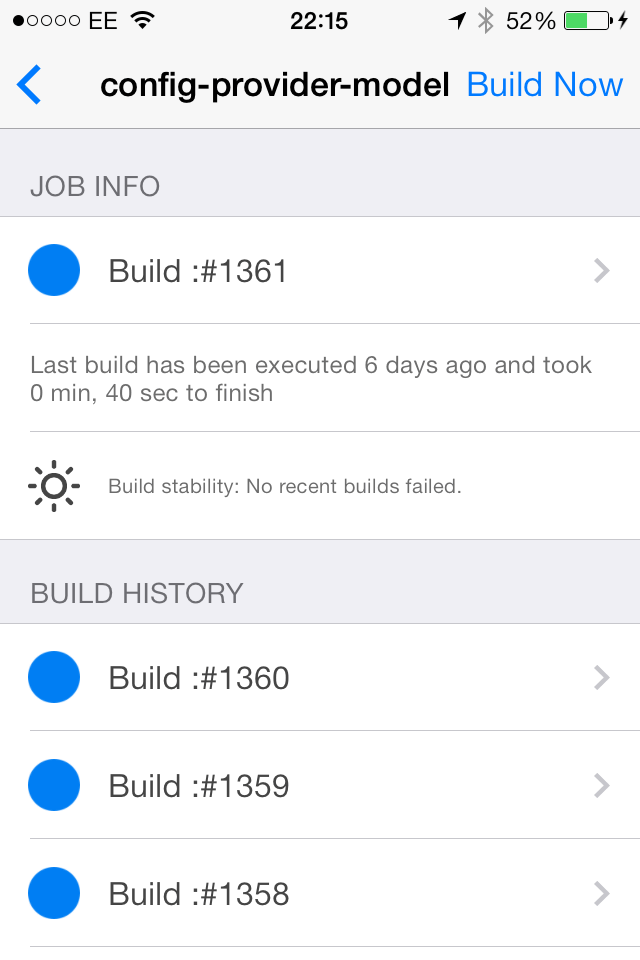 EE 22:15 52%
config-provider-model Build Now
JOB INFO
Build :#1361
Last build has been executed 6 days ago and took
0 min, 40 sec to finish
Build stability: No recent builds failed.
BUILD HISTORY
Build :#1360
Build :#1359
Build :#1358